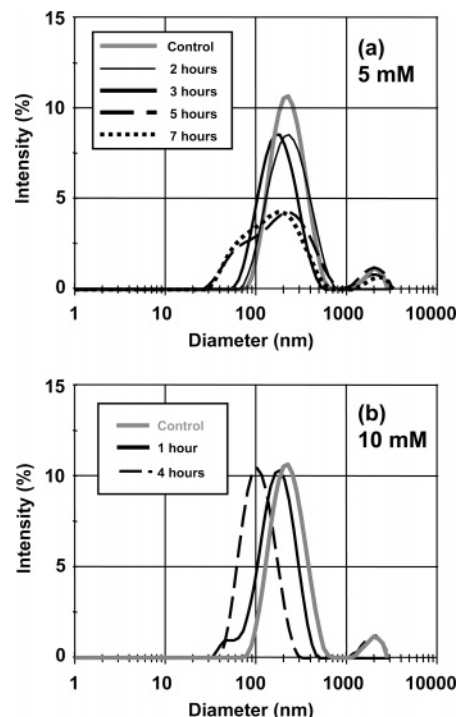 15
10
5
0
Intensity (%)
Control
2 hours
3 hours
5 hours
7 hours
(a)
5 mM
1 10 100 1000 10000
Diameter (nm)
15
10
5
0
Intensity (%)
Control
1 hour
4 hours
(b)
10 mM
1 10 100 1000 10000
Diameter (nm)